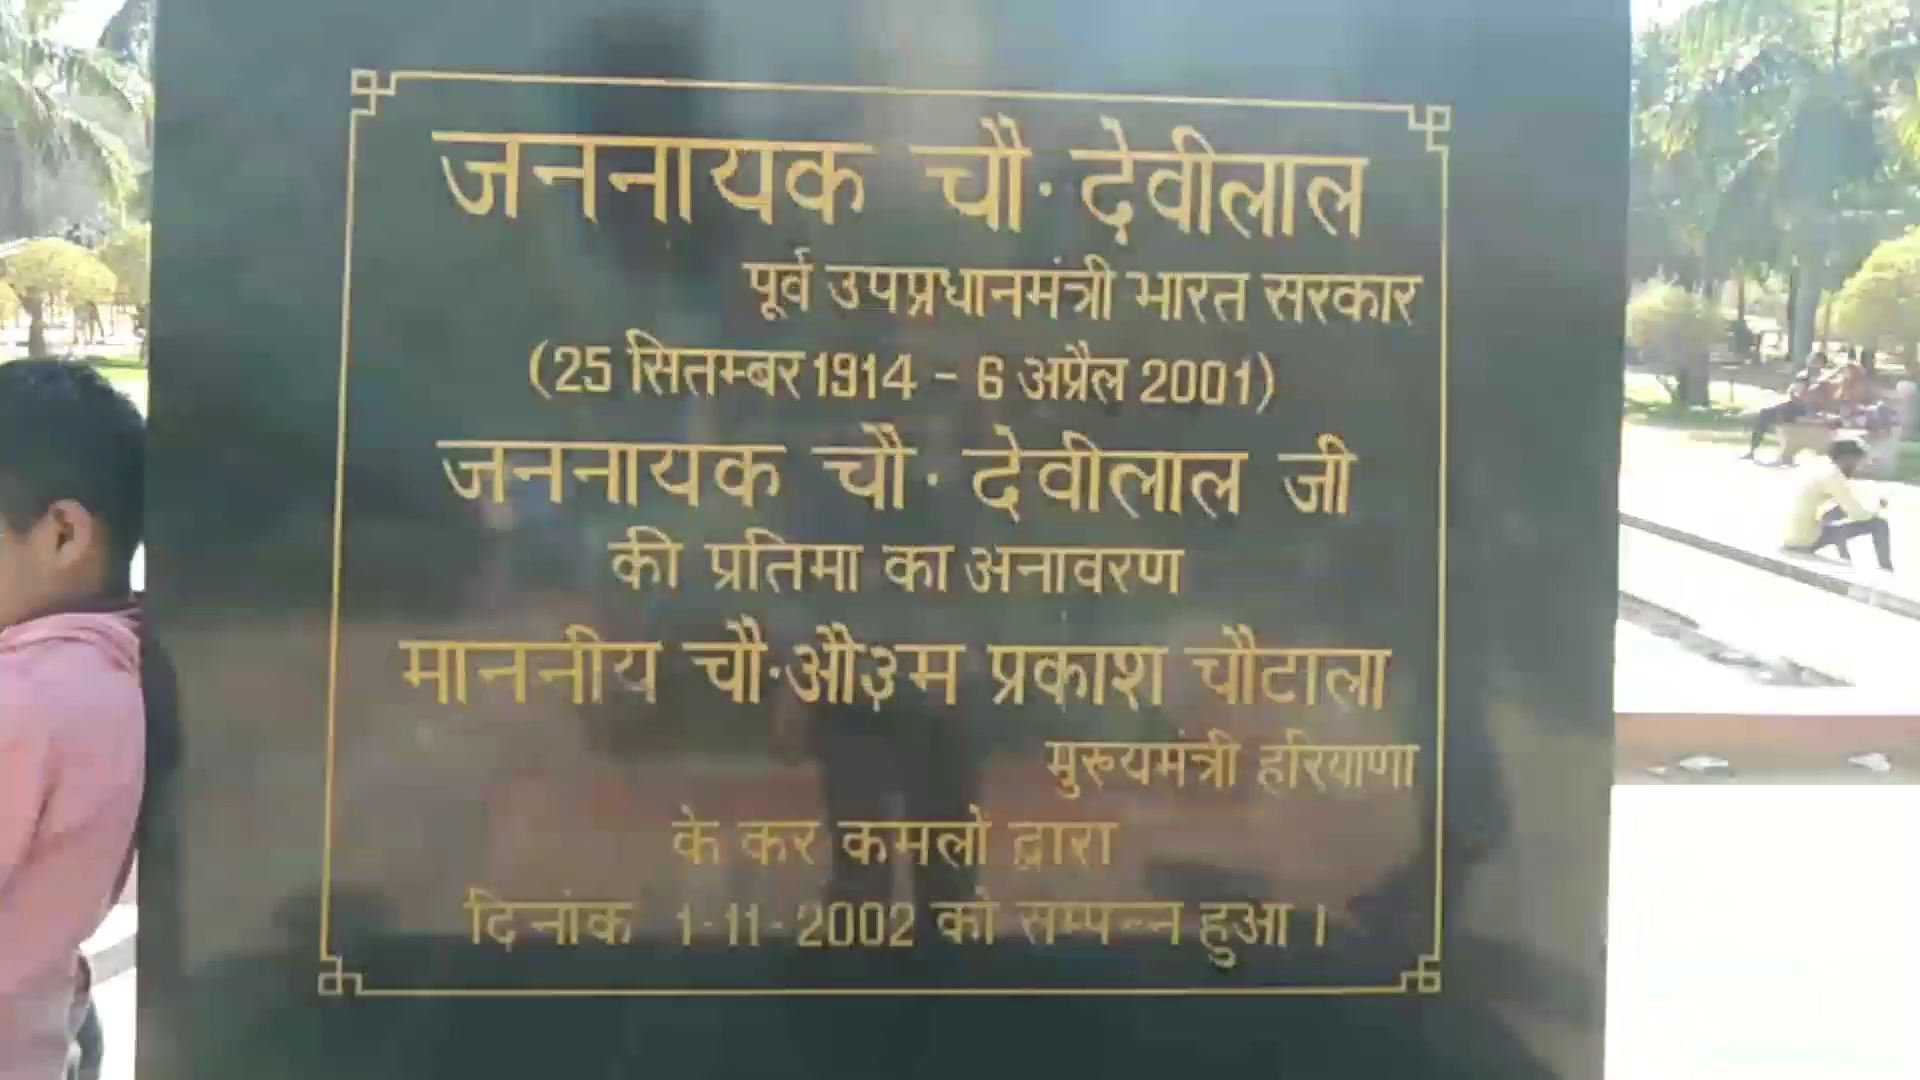 जननायक चौ· देवीलाल
पूर्व उपप्रधानमंत्री भारत सरकार
(25 सितम्बर 1914 - 6 अप्रैल 2001)
जननायक चौ· देवीलाल जी
की प्रतिमा का अनावरण
माननीय चौ·औ३म प्रकाश चौटाला
मुख्यमंत्री हरियाणा
के कर कमलों द्वारा
दिनांक 1-11-2002 को सम्पन्न हुआ।